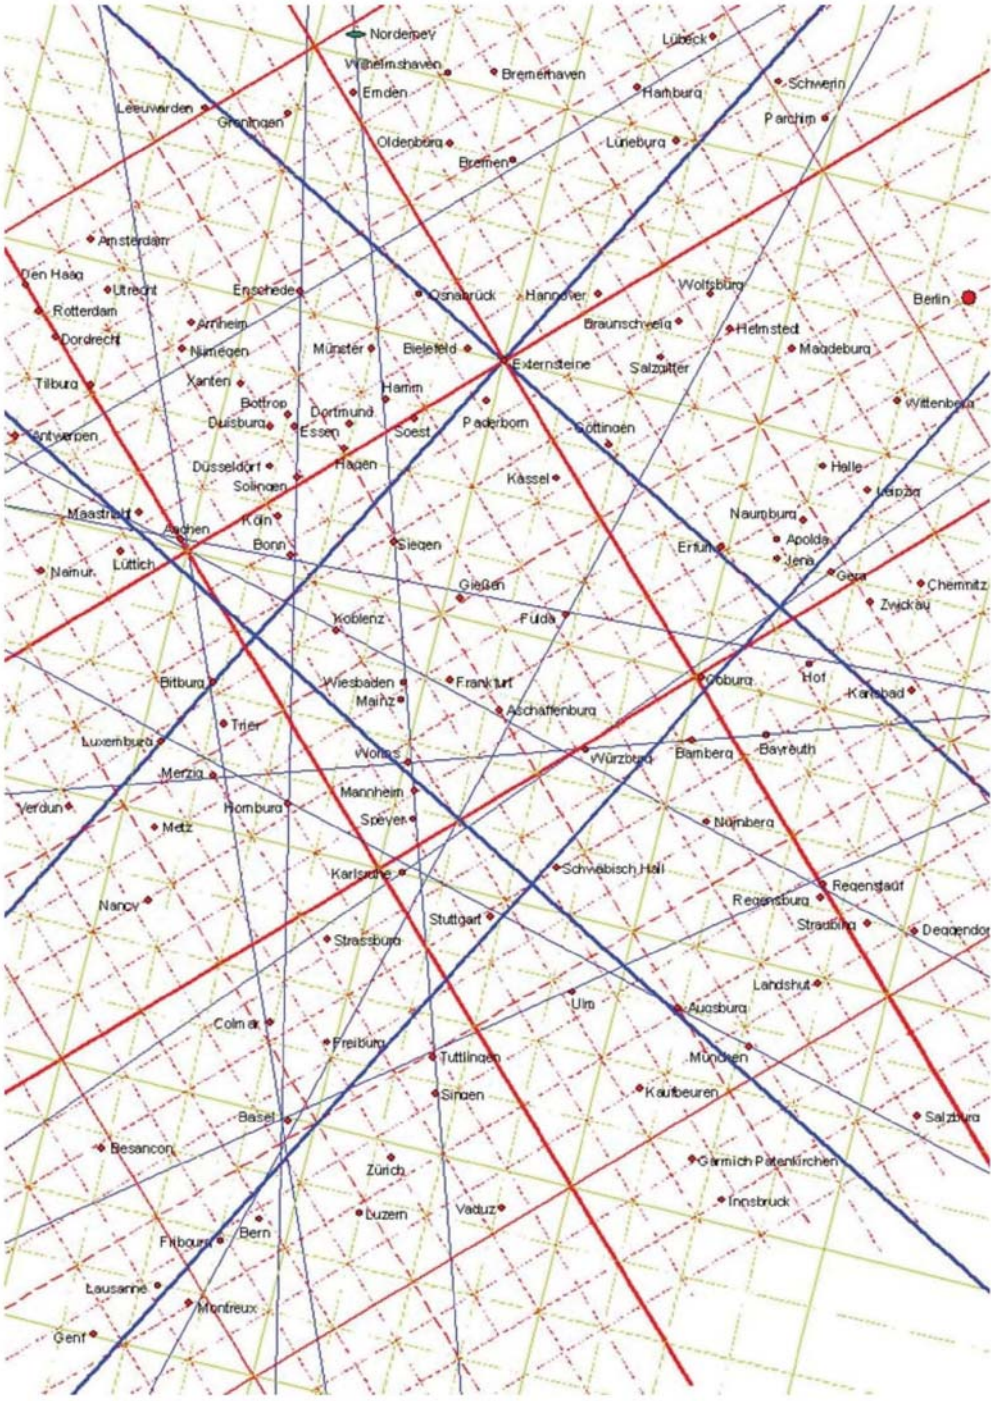 Norderney
Lübeck
Wilhelmshaven
Bremerhaven
Schwerin
Emden
Hamburg
Leeuwarden
Groningen
Parchim
Oldenburg
Lüneburg
Bremen
Amsterdam
Den Haag
Utrecht
Enschede
Osnabrück
Hannover
Wolfsburg
Berlin
Rotterdam
Arnheim
Braunschweig
Helmstedt
Dordrecht
Nijmegen
Münster
Bielefeld
Externsteine
Salzgitter
Magdeburg
Tilburg
Xanten
Hamm
Bottrop
Dortmund
Wittenberg
Duisburg
Essen
Soest
Paderborn
Göttingen
Antwerpen
Hagen
Düsseldorf
Solingen
Kassel
Halle
Leipzig
Maastricht
Köln
Naumburg
Aachen
Bonn
Siegen
Erfurt
Apolda
Jena
Lüttich
Namur
Gießen
Gera
Chemnitz
Zwickau
Koblenz
Fulda
Bitburg
Wiesbaden
Frankfurt
Coburg
Hof
Mainz
Karlsbad
Aschaffenburg
Trier
Luxemburg
Worms
Würzburg
Bamberg
Bayreuth
Merzig
Mannheim
Verdun
Homburg
Speyer
Nürnberg
Metz
Karlsruhe
Schwäbisch Hall
Regenstauf
Nancy
Regensburg
Stuttgart
Straubing
Deggendor
Strassburg
Landshut
Ulm
Augsburg
Colmar
Freiburg
Tuttlingen
München
Singen
Kaufbeuren
Basel
Salzburg
Besancon
Zürich
Garmich Patenkirchen
Innsbruck
Luzern
Vaduz
Bern
Fribourg
Lausanne
Montreux
Genf